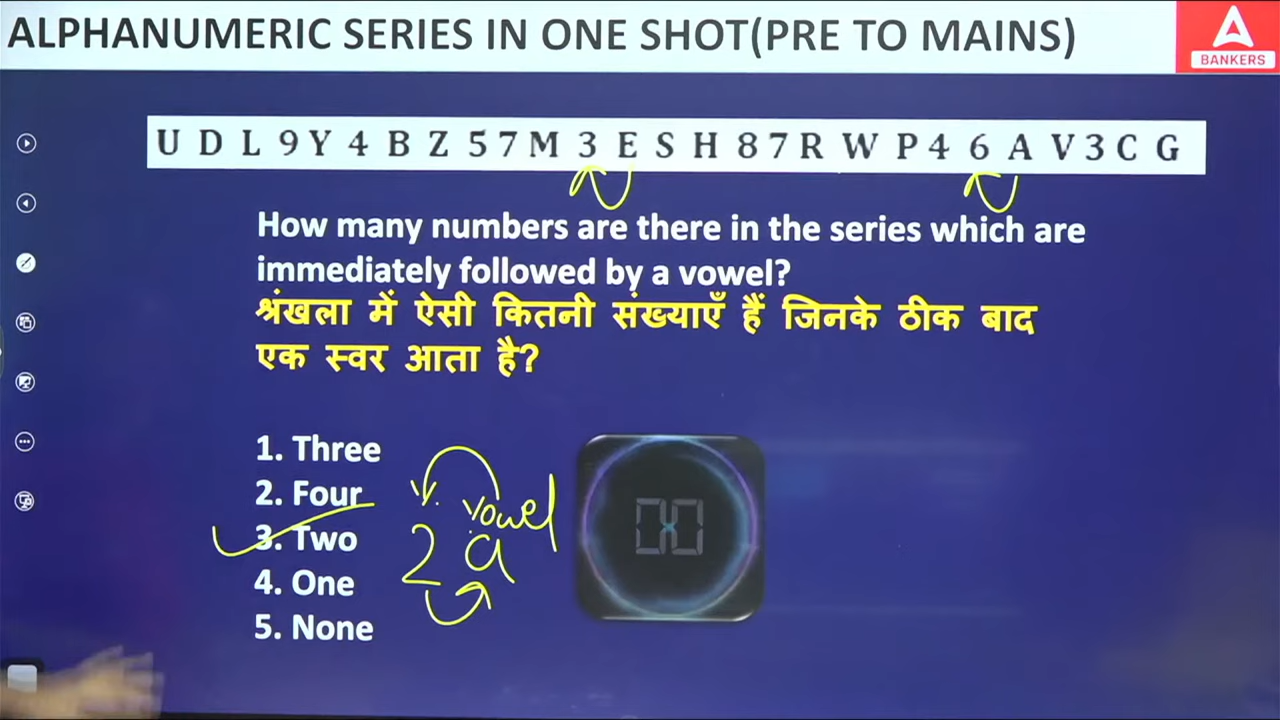 ALPHANUMERIC SERIES IN ONE SHOT(PRE TO MAINS)
A
BANKERS
U D L 9 Y 4 B Z 5 7 M 3 E S H 8 7 R W P 4 6 A V 3 C G
How many numbers are there in the series which are
immediately followed by a vowel?
श्रंखला में ऐसी कितनी संख्याएँ हैं जिनके ठीक बाद
एक स्वर आता है?
1. Three
2. Four
3. Two
4. One
5. None
vowel
2 a
00